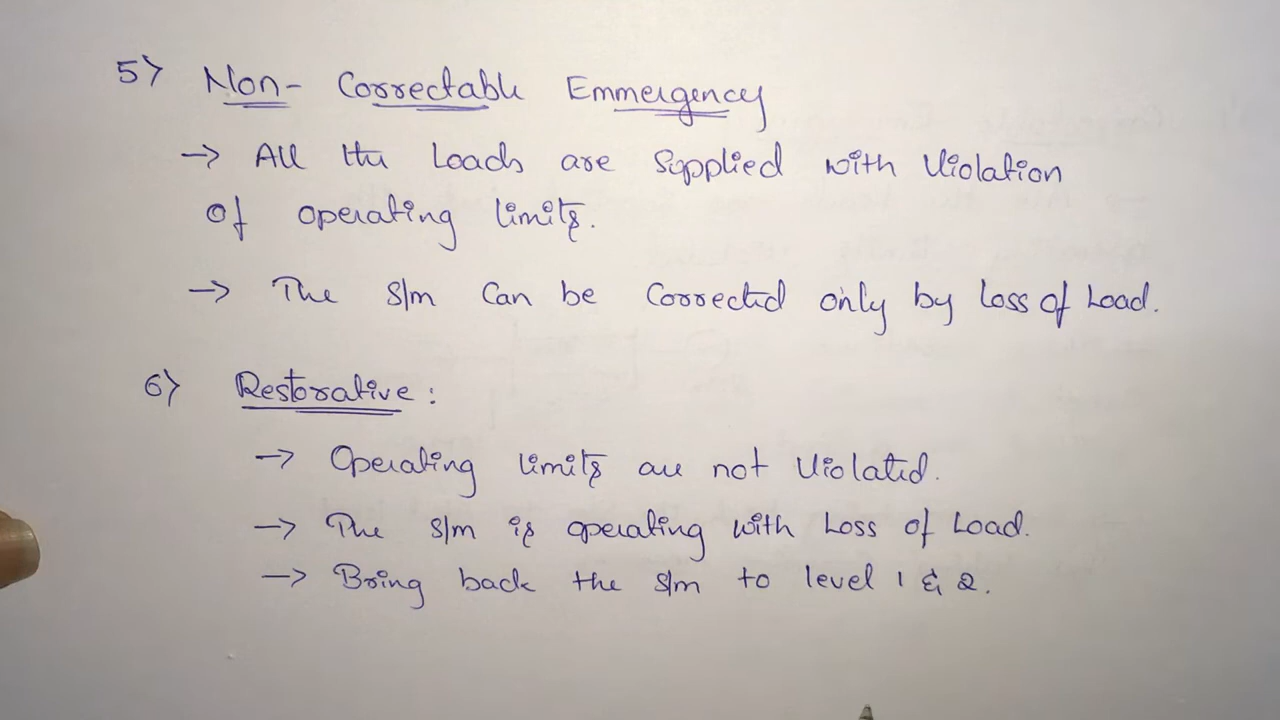 5) Non- Correctable Emmergency
→ All the Loads are Supplied with Violation
of operating limits.
→ The S/m Can be Corrected only by Loss of Load.
6) Restorative :
→ Operating limits are not Violated.
→ The S/m is operating with Loss of Load.
→ Bring back the S/m to level 1 & 2.